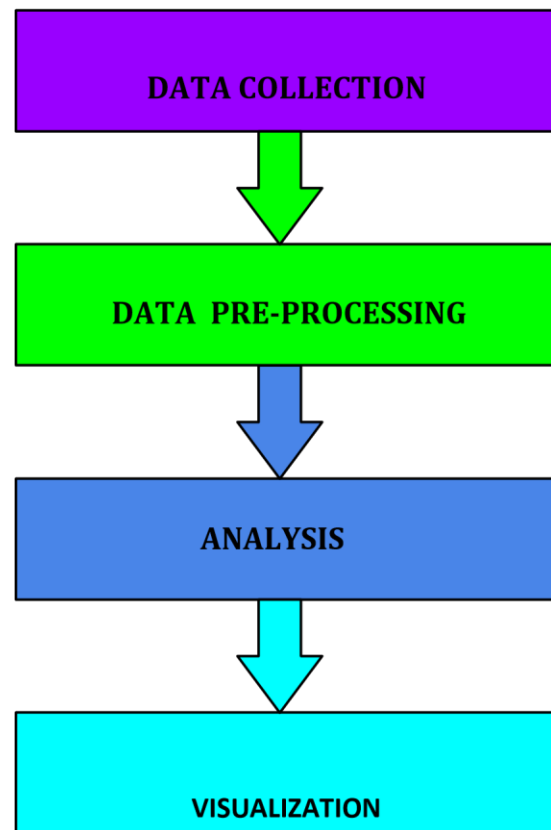 DATA COLLECTION
DATA PRE-PROCESSING
ANALYSIS
VISUALIZATION